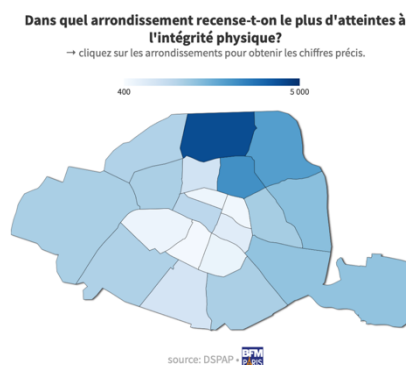 Dans quel arrondissement recense-t-on le plus d'atteintes à
l'intégrité physique?
→ cliquez sur les arrondissements pour obtenir les chiffres précis.
400 5 000
source: DSPAP • BFM
PARIS